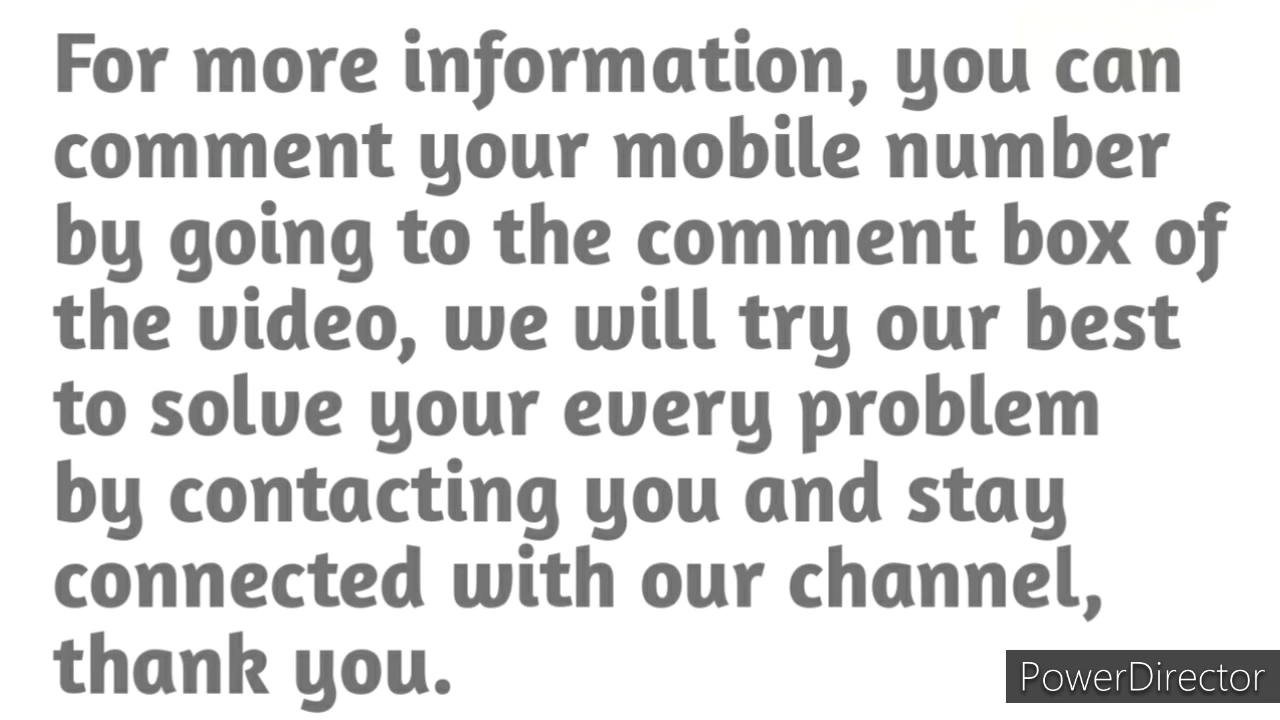 For more information, you can
comment your mobile number
by going to the comment box of
the video, we will try our best
to solve your every problem
by contacting you and stay
connected with our channel,
thank you.
PowerDirector